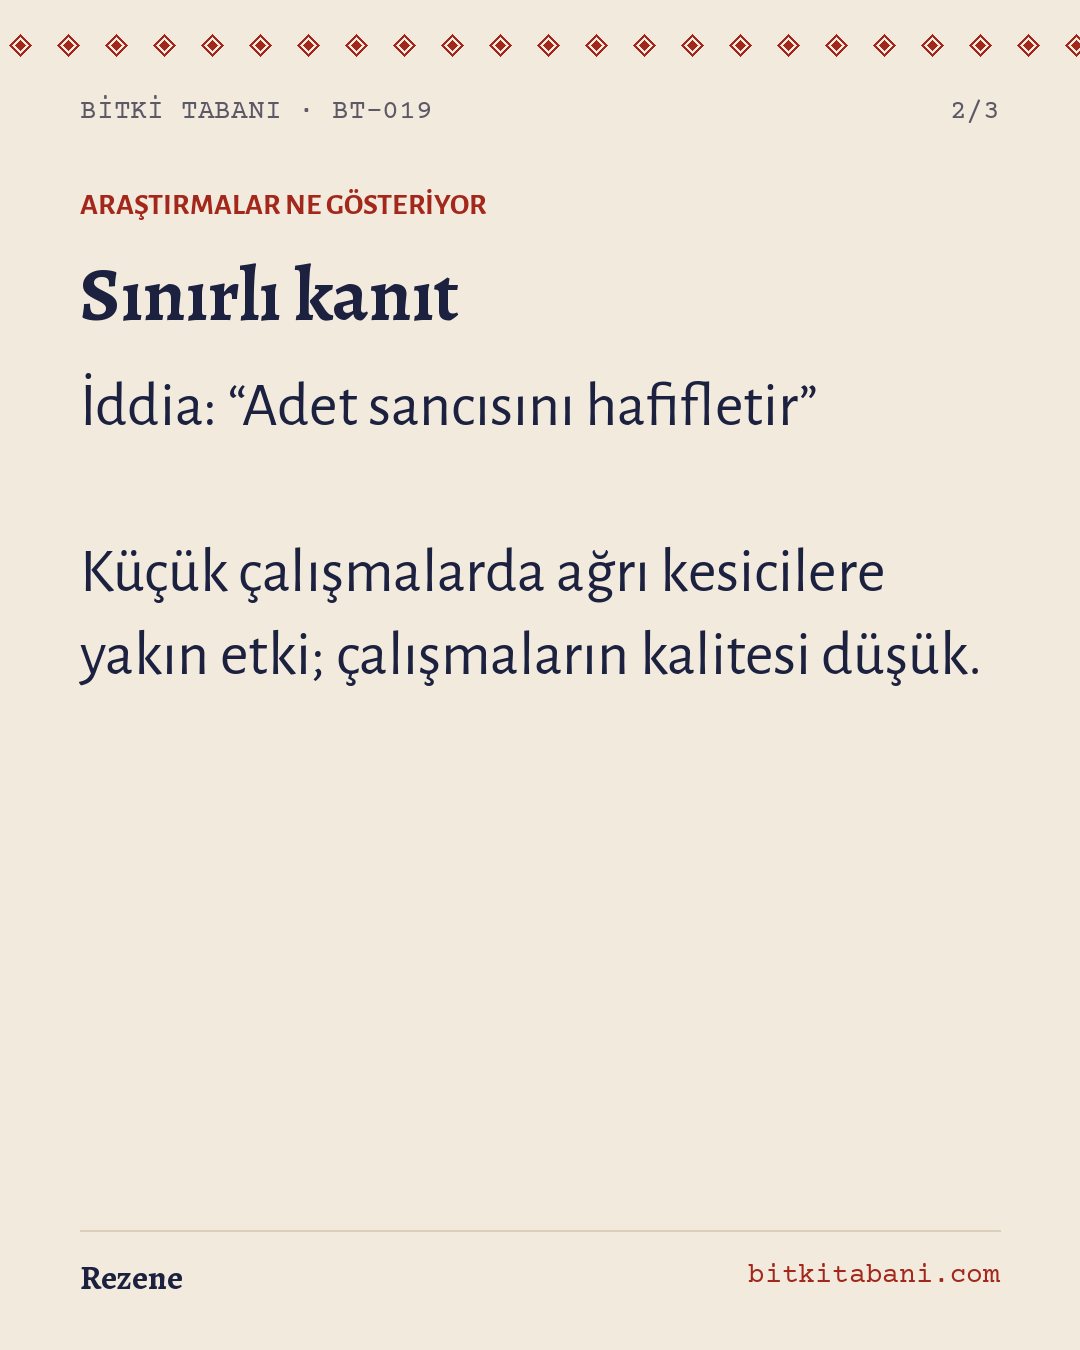 BİTKİ TABANI · BT-019
2/3
ARAŞTIRMALAR NE GÖSTERİYOR
Sınırlı kanıt
İddia: “Adet sancısını hafifletir”
Küçük çalışmalarda ağrı kesicilere
yakın etki; çalışmaların kalitesi düşük.
Rezene
bitkitabani.com